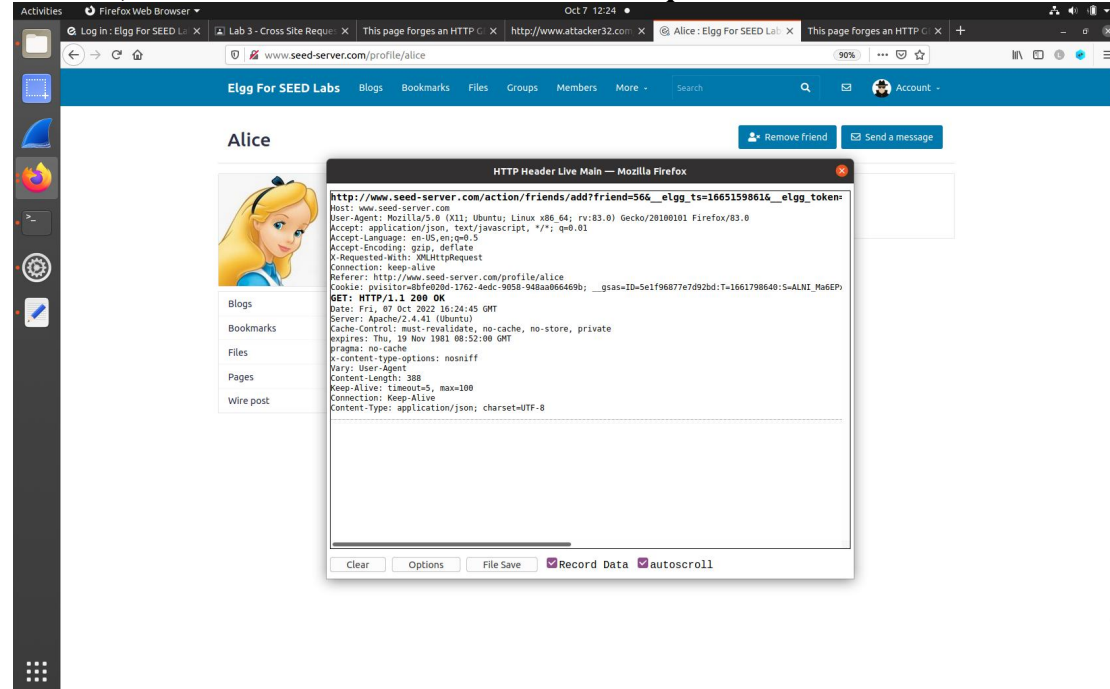 Activities Firefox Web Browser Oct 7 12:24
Log in : Elgg For SEED La Lab 3 - Cross Site Reques This page forges an HTTP G http://www.attacker32.com Alice : Elgg For SEED Lab This page forges an HTTP G
www.seed-server.com/profile/alice 90%
Elgg For SEED Labs Blogs Bookmarks Files Groups Members More Search Account
Alice Remove friend Send a message
HTTP Header Live Main — Mozilla Firefox
http://www.seed-server.com/action/friends/add?friend=56&__elgg_ts=1665159861&__elgg_token=
Host: www.seed-server.com
User-Agent: Mozilla/5.0 (X11; Ubuntu; Linux x86_64; rv:83.0) Gecko/20100101 Firefox/83.0
Accept: application/json, text/javascript, */*; q=0.01
Accept-Language: en-US,en;q=0.5
Accept-Encoding: gzip, deflate
X-Requested-With: XMLHttpRequest
Connection: keep-alive
Referer: http://www.seed-server.com/profile/alice
Cookie: pvisitor=8bfe020d-1762-4edc-9058-948aa066469b; __gsas=ID=5e1f96877e7d92bd:T=1661798640:S=ALNI_Ma6EP
GET: HTTP/1.1 200 OK
Date: Fri, 07 Oct 2022 16:24:45 GMT
Server: Apache/2.4.41 (Ubuntu)
Cache-Control: must-revalidate, no-cache, no-store, private
expires: Thu, 19 Nov 1981 08:52:00 GMT
pragma: no-cache
x-content-type-options: nosniff
Vary: User-Agent
Content-Length: 388
Keep-Alive: timeout=5, max=100
Connection: Keep-Alive
Content-Type: application/json; charset=UTF-8
Blogs
Bookmarks
Files
Pages
Wire post
Clear Options File Save Record Data autoscroll